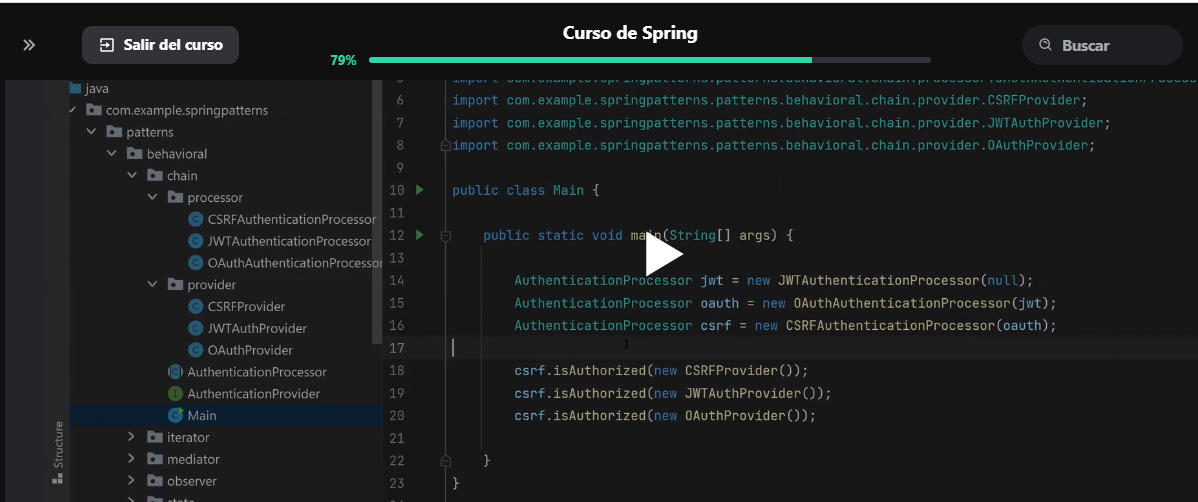 Salir del curso
Curso de Spring
79%
Buscar
java
com.example.springpatterns
patterns
behavioral
chain
processor
CSRFAuthenticationProcessor
JWTAuthenticationProcessor
OAuthAuthenticationProcessor
provider
CSRFProvider
JWTAuthProvider
OAuthProvider
AuthenticationProcessor
AuthenticationProvider
Main
iterator
mediator
observer
Structure
6 import com.example.springpatterns.patterns.behavioral.chain.provider.CSRFProvider;
7 import com.example.springpatterns.patterns.behavioral.chain.provider.JWTAuthProvider;
8 import com.example.springpatterns.patterns.behavioral.chain.provider.OAuthProvider;
9
10 public class Main {
11
12 public static void main(String[] args) {
13
14 AuthenticationProcessor jwt = new JWTAuthenticationProcessor(null);
15 AuthenticationProcessor oauth = new OAuthAuthenticationProcessor(jwt);
16 AuthenticationProcessor csrf = new CSRFAuthenticationProcessor(oauth);
17
18 csrf.isAuthorized(new CSRFProvider());
19 csrf.isAuthorized(new JWTAuthProvider());
20 csrf.isAuthorized(new OAuthProvider());
21
22 }
23 }